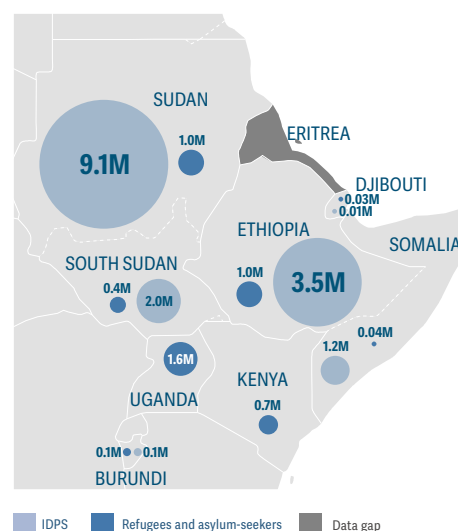 SUDAN
9.1M
1.0M
ERITREA
DJIBOUTI
0.03M
0.01M
ETHIOPIA
SOMALIA
SOUTH SUDAN
0.4M
2.0M
1.0M
3.5M
0.04M
1.2M
1.6M
KENYA
UGANDA
0.7M
0.1M 0.1M
BURUNDI
IDPS Refugees and asylum-seekers Data gap